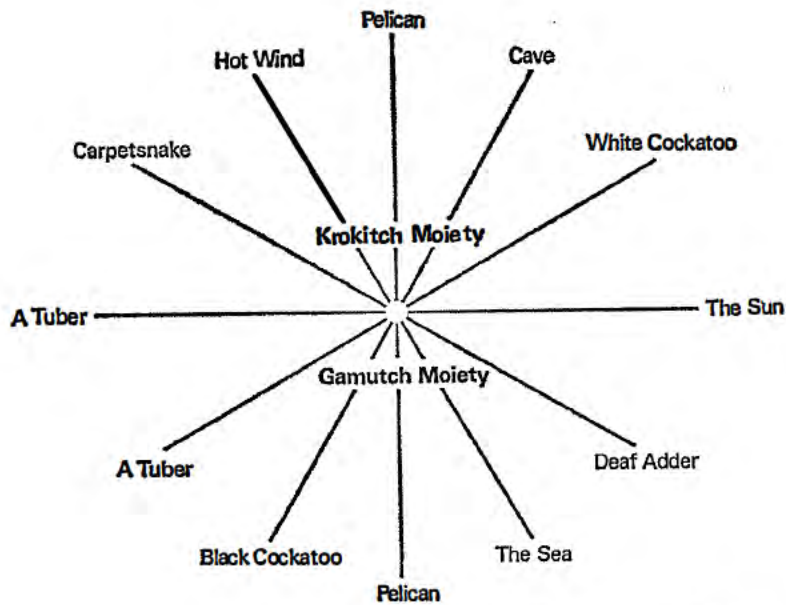 Pelican
Hot Wind
Cave
Carpetsnake
White Cockatoo
Krokitch Moiety
A Tuber
The Sun
Gamutch Moiety
A Tuber
Deaf Adder
Black Cockatoo
The Sea
Pelican